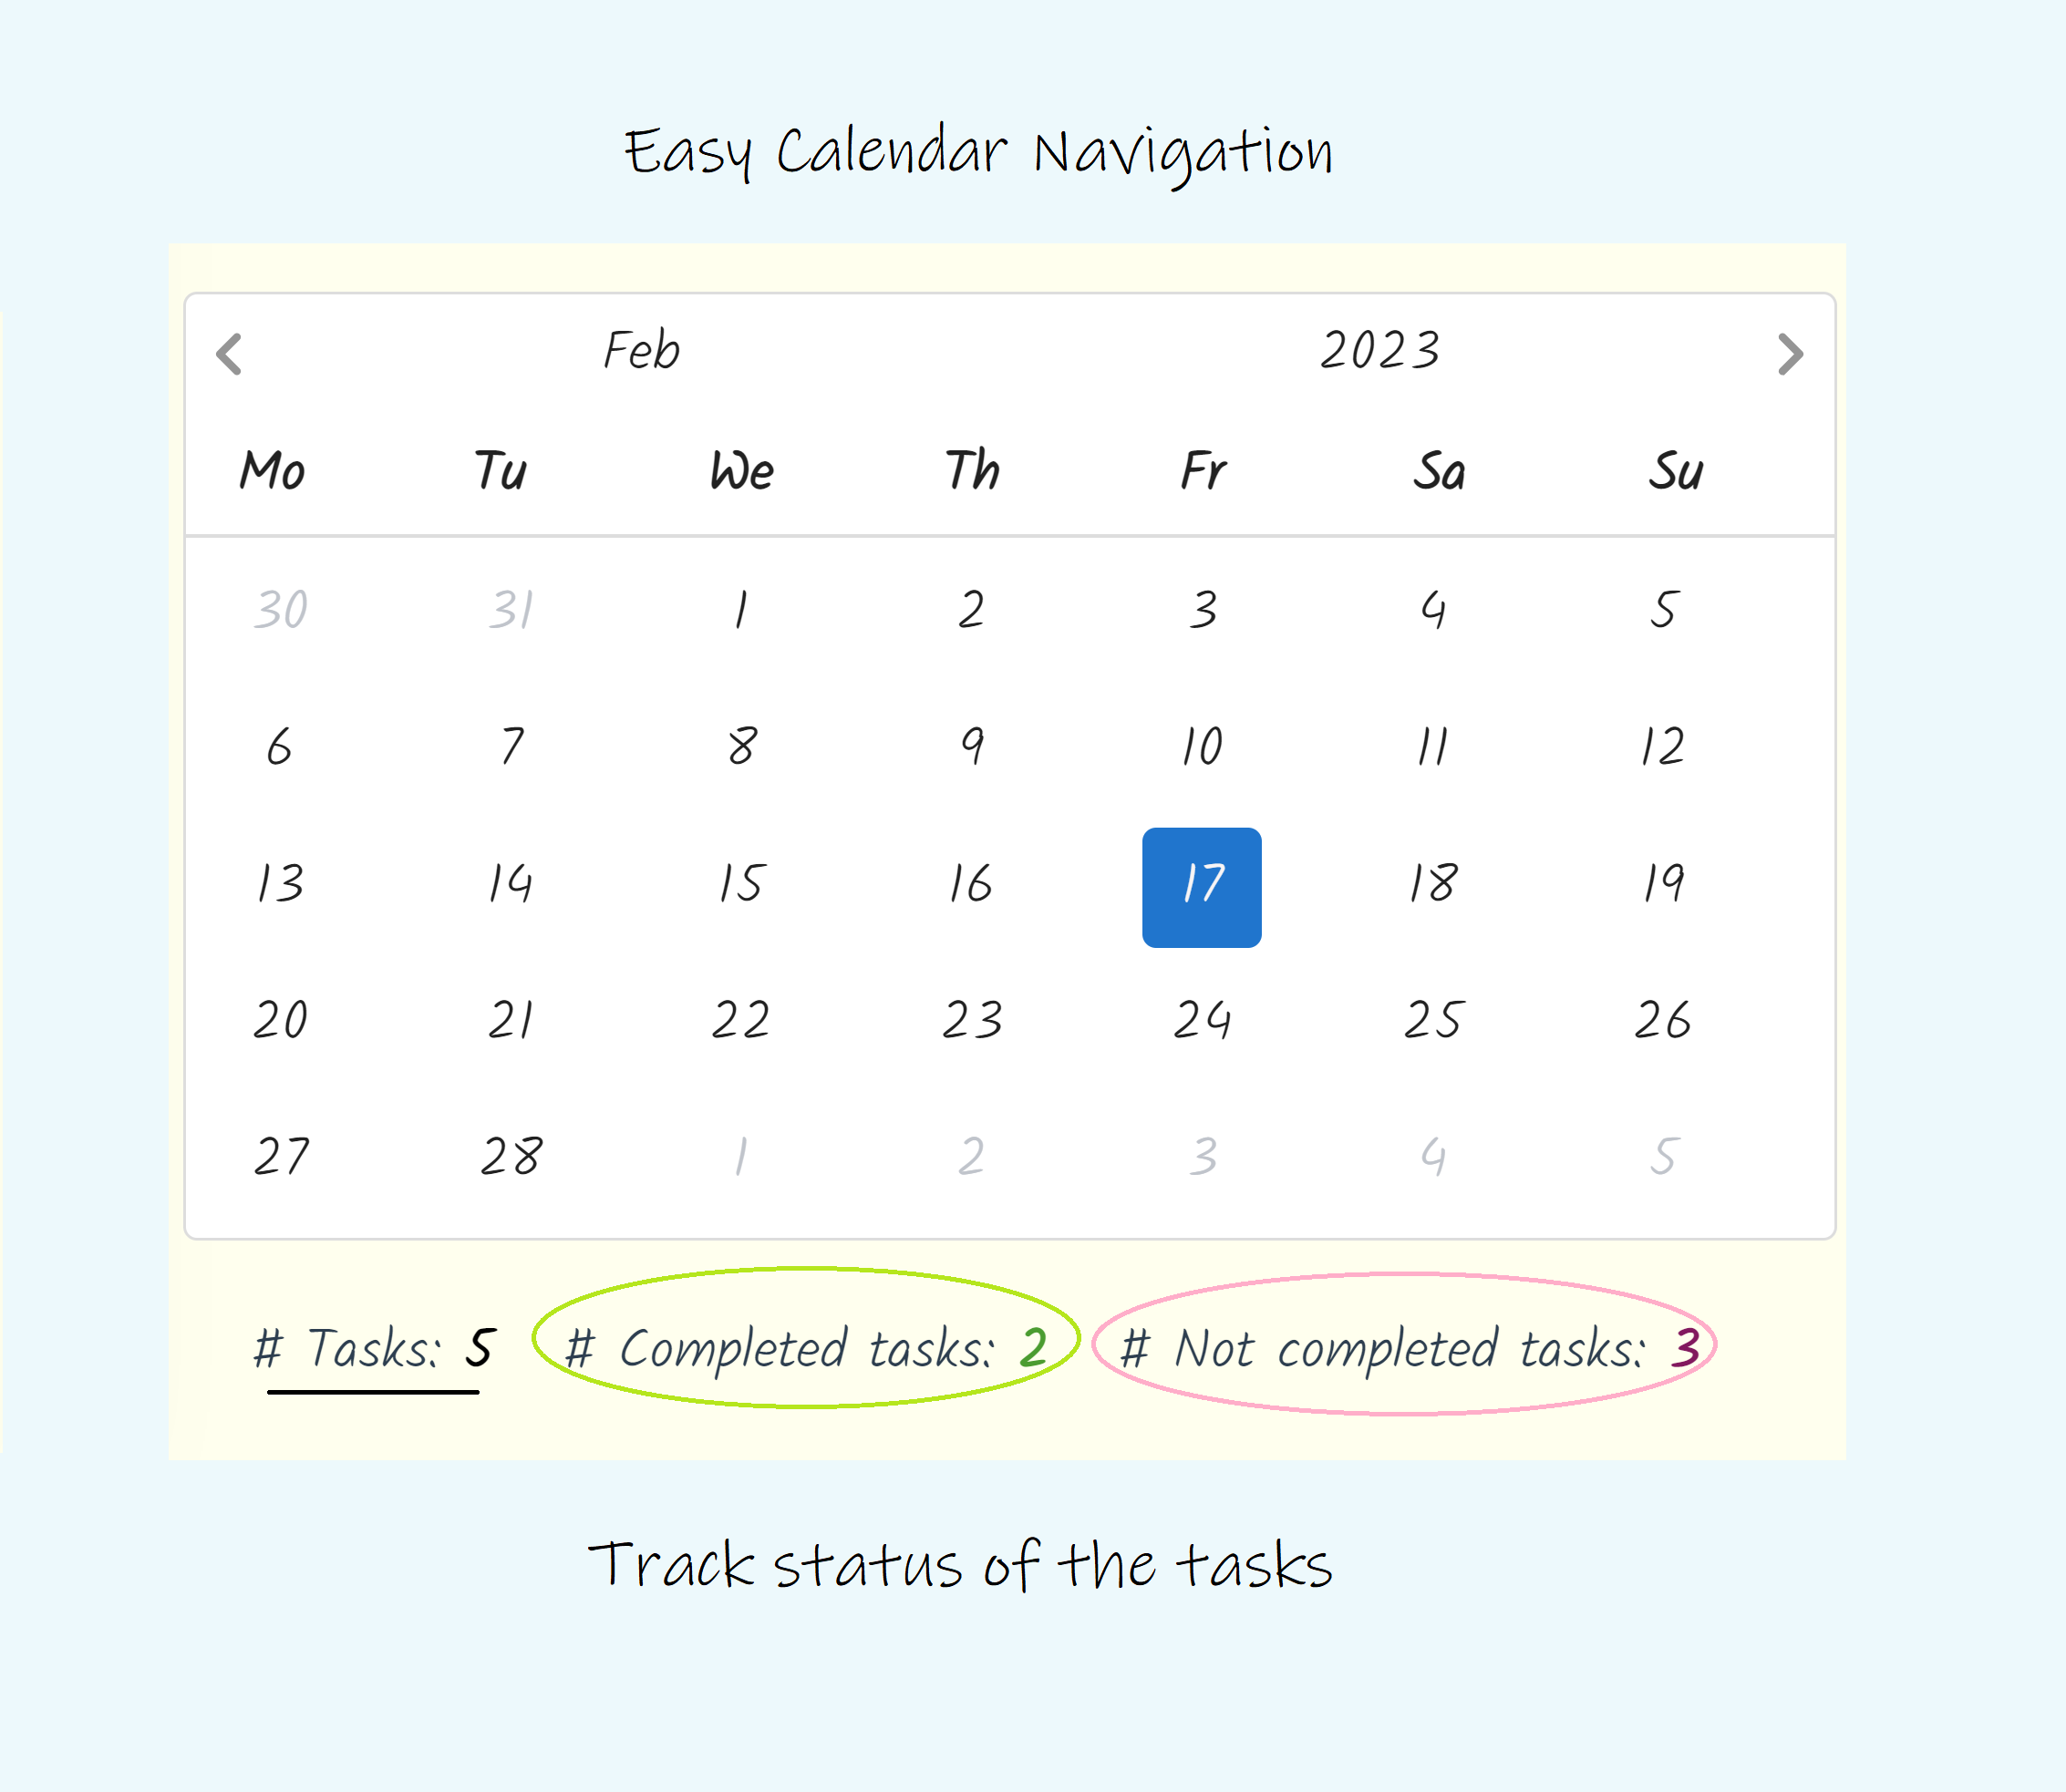 Easy Calendar Navigation
Feb 2023
Mo Tu We Th Fr Sa Su
30 31 1 2 3 4 5
6 7 8 9 10 11 12
13 14 15 16 17 18 19
20 21 22 23 24 25 26
27 28 1 2 3 4 5
# Tasks: 5 # Completed tasks: 2 # Not completed tasks: 3
Track status of the tasks